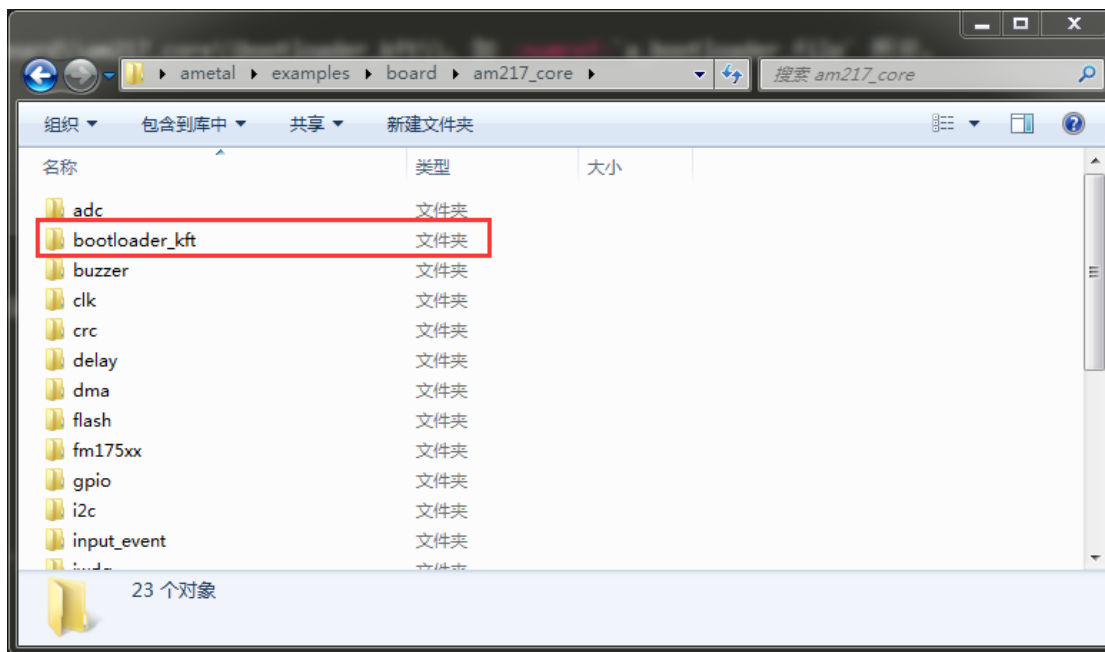 ametal examples board am217_core 搜索 am217_core
组织 包含到库中 共享 新建文件夹
名称 类型 大小
adc 文件夹
bootloader_kft 文件夹
buzzer 文件夹
clk 文件夹
crc 文件夹
delay 文件夹
dma 文件夹
flash 文件夹
fm175xx 文件夹
gpio 文件夹
i2c 文件夹
input_event 文件夹
23 个对象